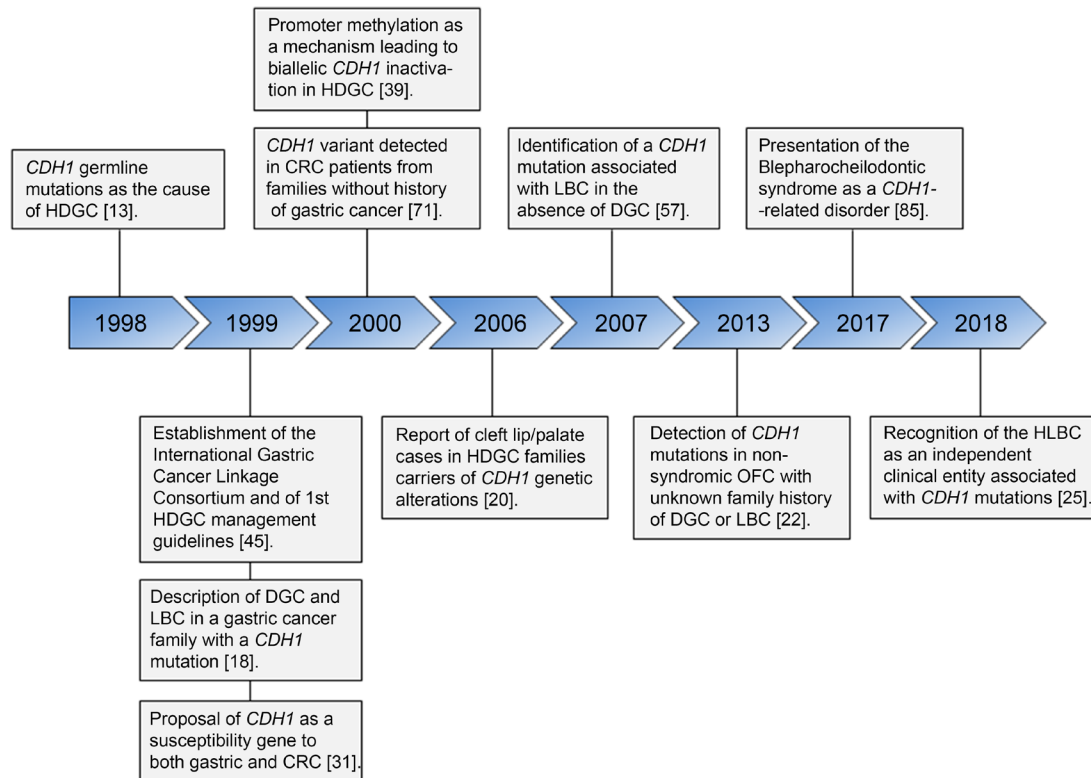 Promoter methylation as
a mechanism leading to
biallelic CDH1 inactiva-
tion in HDGC [39].
CDH1 germline
mutations as the cause
of HDGC [13].
CDH1 variant detected
in CRC patients from
families without history
of gastric cancer [71].
Identification of a CDH1
mutation associated
with LBC in the
absence of DGC [57].
Presentation of the
Blepharocheilodontic
syndrome as a CDH1-
-related disorder [85].
1998
1999
2000
2006
2007
2013
2017
2018
Establishment of the
International Gastric
Cancer Linkage
Consortium and of 1st
HDGC management
guidelines [45].
Description of DGC and
LBC in a gastric cancer
family with a CDH1
mutation [18].
Proposal of CDH1 as a
susceptibility gene to
both gastric and CRC [31].
Report of cleft lip/palate
cases in HDGC families
carriers of CDH1 genetic
alterations [20].
Detection of CDH1
mutations in non-
syndromic OFC with
unknown family history
of DGC or LBC [22].
Recognition of the HLBC
as an independent
clinical entity associated
with CDH1 mutations [25].